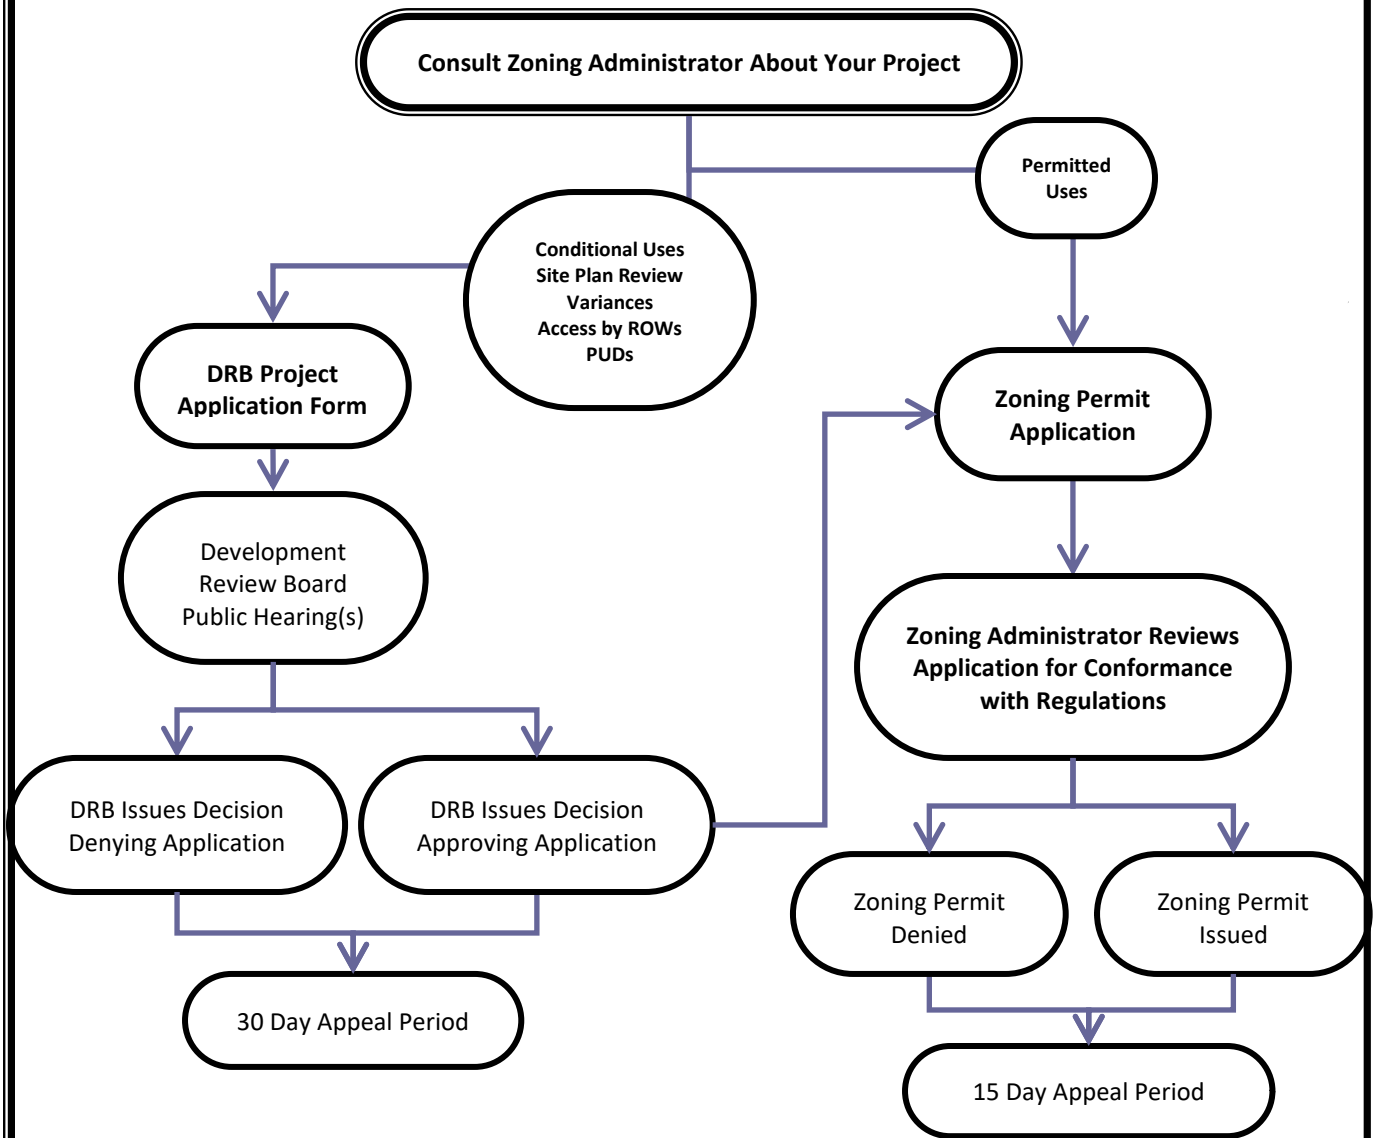 Consult Zoning Administrator About Your Project
Permitted
Uses
Conditional Uses
Site Plan Review
Variances
Access by ROWs
PUDs
DRB Project
Application Form
Zoning Permit
Application
Development
Review Board
Public Hearing(s)
Zoning Administrator Reviews
Application for Conformance
with Regulations
DRB Issues Decision
Denying Application
DRB Issues Decision
Approving Application
Zoning Permit
Denied
Zoning Permit
Issued
30 Day Appeal Period
15 Day Appeal Period